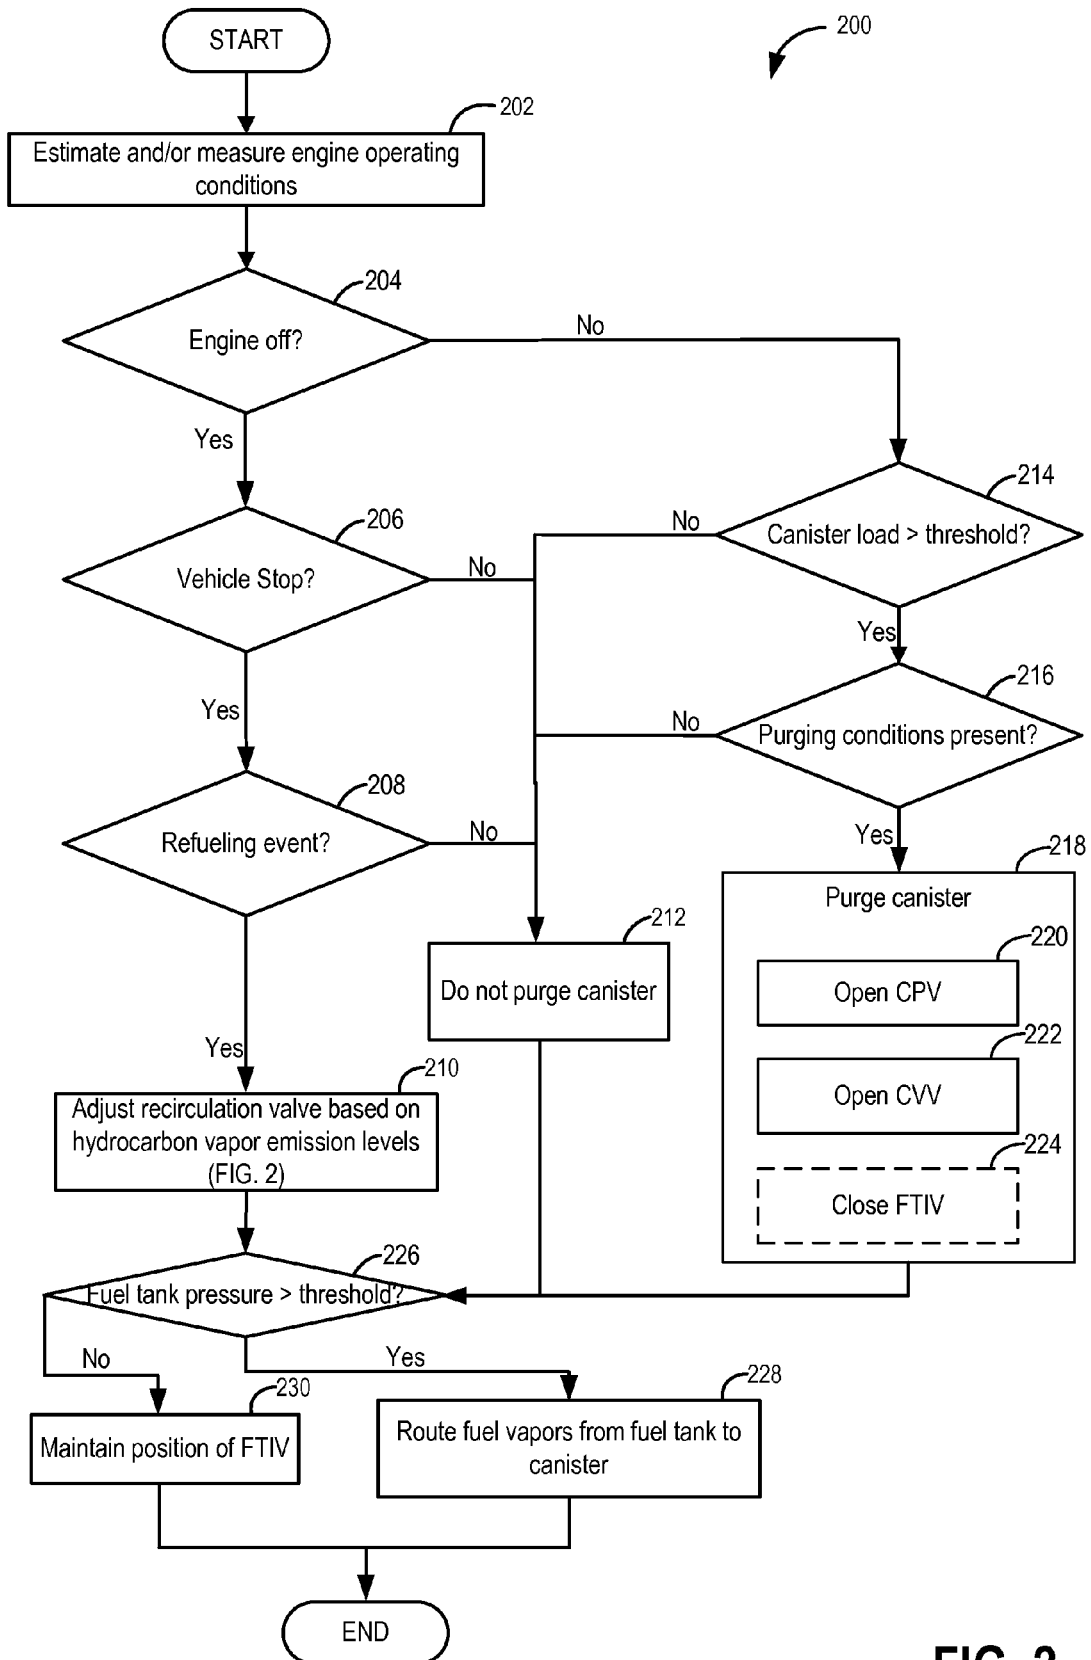 START
200
202
Estimate and/or measure engine operating
conditions
204
Engine off?
No
Yes
214
Canister load > threshold?
No
206
Vehicle Stop?
No
Yes
216
Purging conditions present?
No
Yes
208
Refueling event?
No
Yes
218
Purge canister
212
Do not purge canister
220
Open CPV
222
Open CVV
Yes
210
Adjust recirculation valve based on
hydrocarbon vapor emission levels
(FIG. 2)
224
Close FTIV
226
Fuel tank pressure > threshold?
No
Yes
230
Maintain position of FTIV
228
Route fuel vapors from fuel tank to
canister
END
FIG. 2